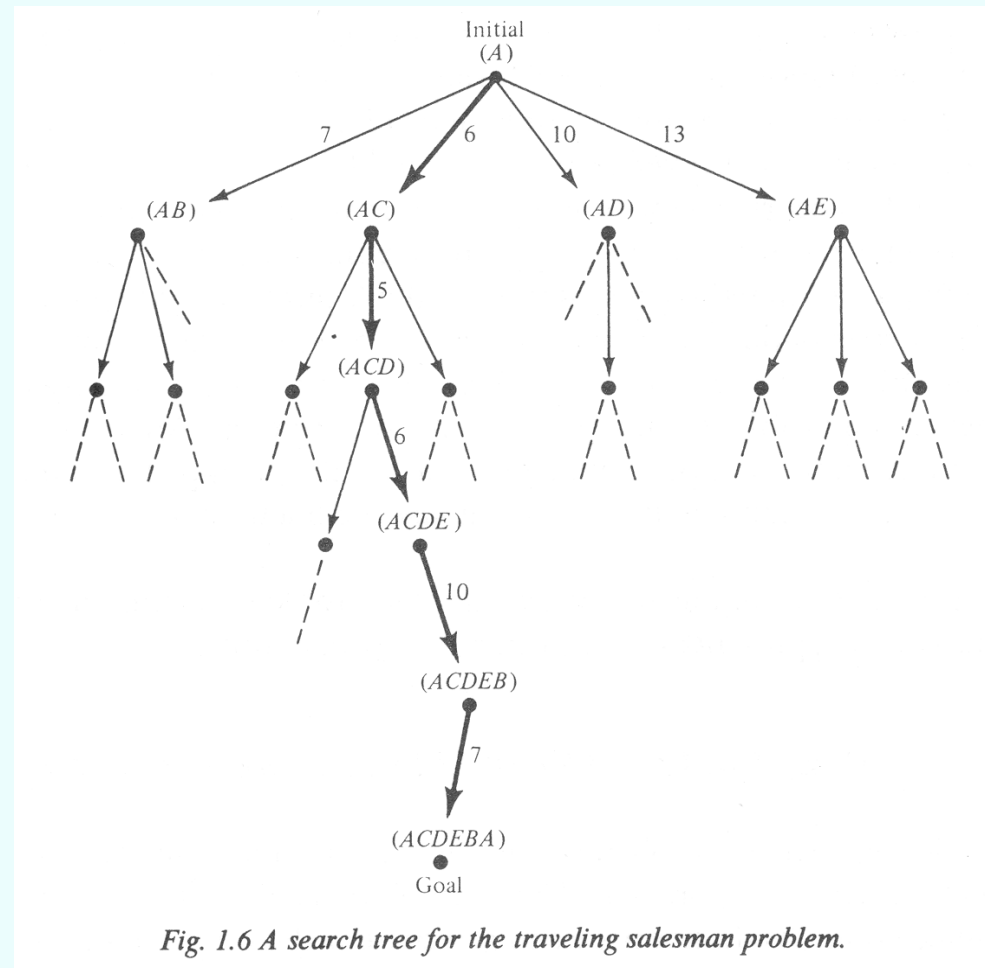 Initial
(A)
7
6
10
13
(AB)
(AC)
(AD)
(AE)
5
(ACD)
6
(ACDE)
10
(ACDEB)
7
(ACDEBA)
Goal
Fig. 1.6 A search tree for the traveling salesman problem.